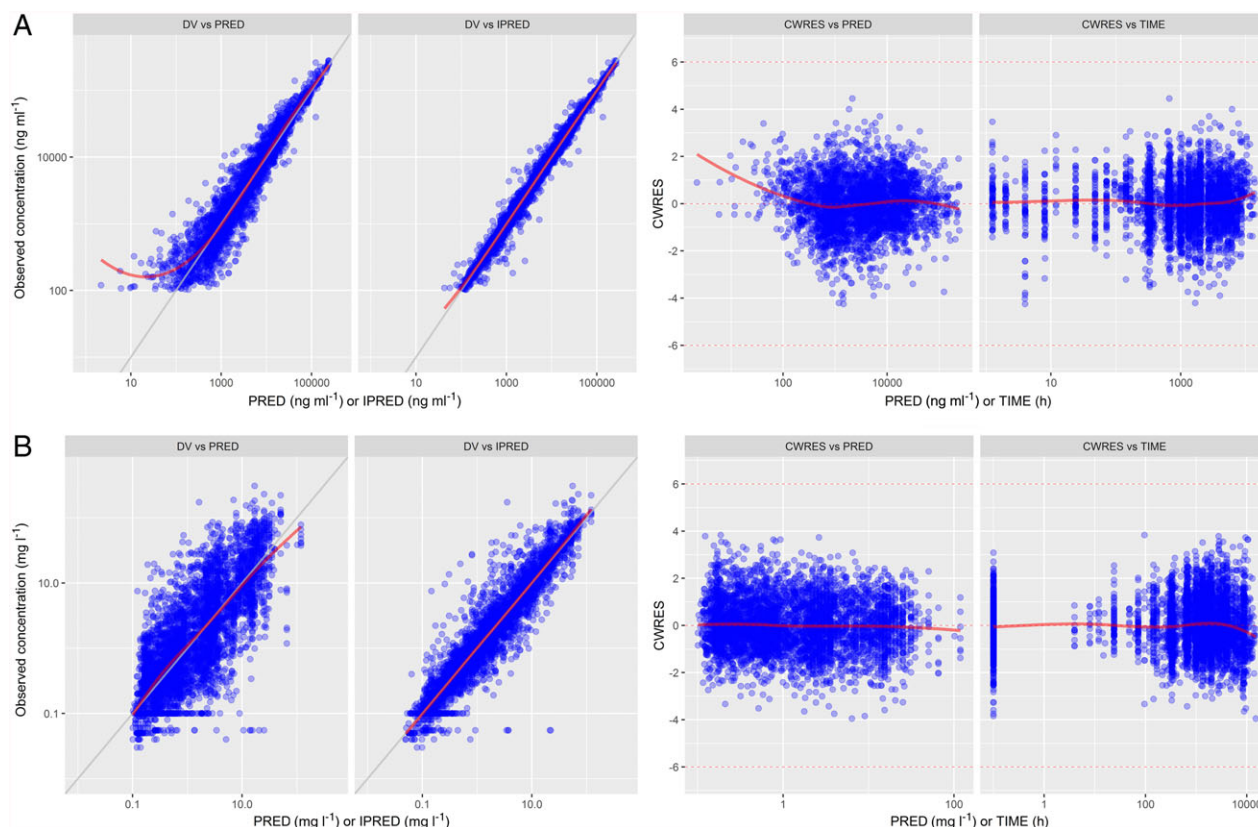 A
DV vs PRED
DV vs IPRED
CWRES vs PRED
CWRES vs TIME
Observed concentration (ng ml⁻¹)
10000
100
10
1000
100000
10
1000
100000
PRED (ng ml⁻¹) or IPRED (ng ml⁻¹)
CWRES
6
4
2
0
-2
-4
-6
100
10000
10
1000
PRED (ng ml⁻¹) or TIME (h)
B
DV vs PRED
DV vs IPRED
CWRES vs PRED
CWRES vs TIME
Observed concentration (mg l⁻¹)
10.0
0.1
0.1
10.0
0.1
10.0
PRED (mg l⁻¹) or IPRED (mg l⁻¹)
CWRES
6
4
2
0
-2
-4
-6
1
100
1
100
10000
PRED (mg l⁻¹) or TIME (h)